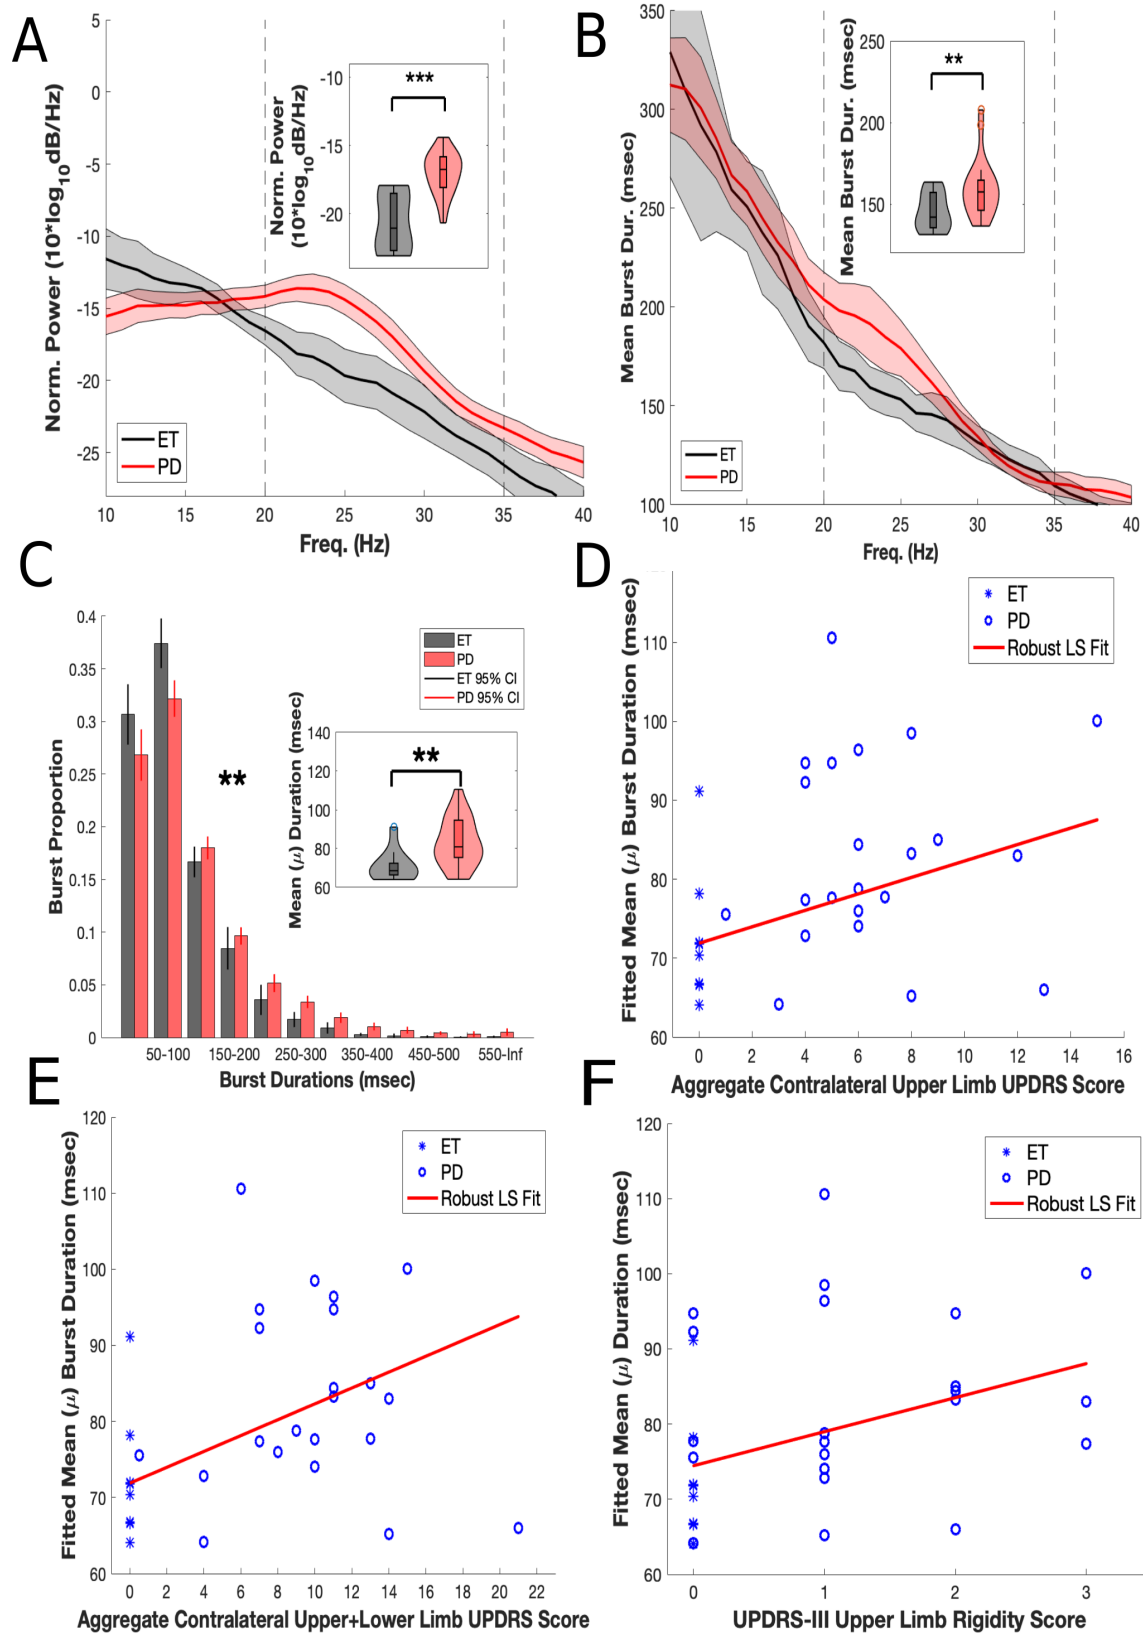 A
5
0
-5
-10
-15
-20
-25
10
15
20
25
30
35
40
Norm. Power (10*log10dB/Hz)
Freq. (Hz)
ET
PD
Norm. Power
(10*log10dB/Hz)
-10
-15
-20
***
B
350
300
250
200
150
100
10
15
20
25
30
35
40
Mean Burst Dur. (msec)
Freq. (Hz)
ET
PD
Mean Burst Dur. (msec)
250
200
150
**
C
0.4
0.35
0.3
0.25
0.2
0.15
0.1
0.05
0
Burst Proportion
50-100
150-200
250-300
350-400
450-500
550-Inf
Burst Durations (msec)
**
ET
PD
ET 95% CI
PD 95% CI
Mean (μ) Duration (msec)
140
120
100
80
60
**
D
110
100
90
80
70
60
0
2
4
6
8
10
12
14
16
Fitted Mean (μ) Burst Duration (msec)
Aggregate Contralateral Upper Limb UPDRS Score
ET
PD
Robust LS Fit
E
120
110
100
90
80
70
60
0
2
4
6
8
10
12
14
16
18
20
22
Fitted Mean (μ) Burst Duration (msec)
Aggregate Contralateral Upper+Lower Limb UPDRS Score
ET
PD
Robust LS Fit
F
120
110
100
90
80
70
60
0
1
2
3
Fitted Mean (μ) Duration (msec)
UPDRS-III Upper Limb Rigidity Score
ET
PD
Robust LS Fit